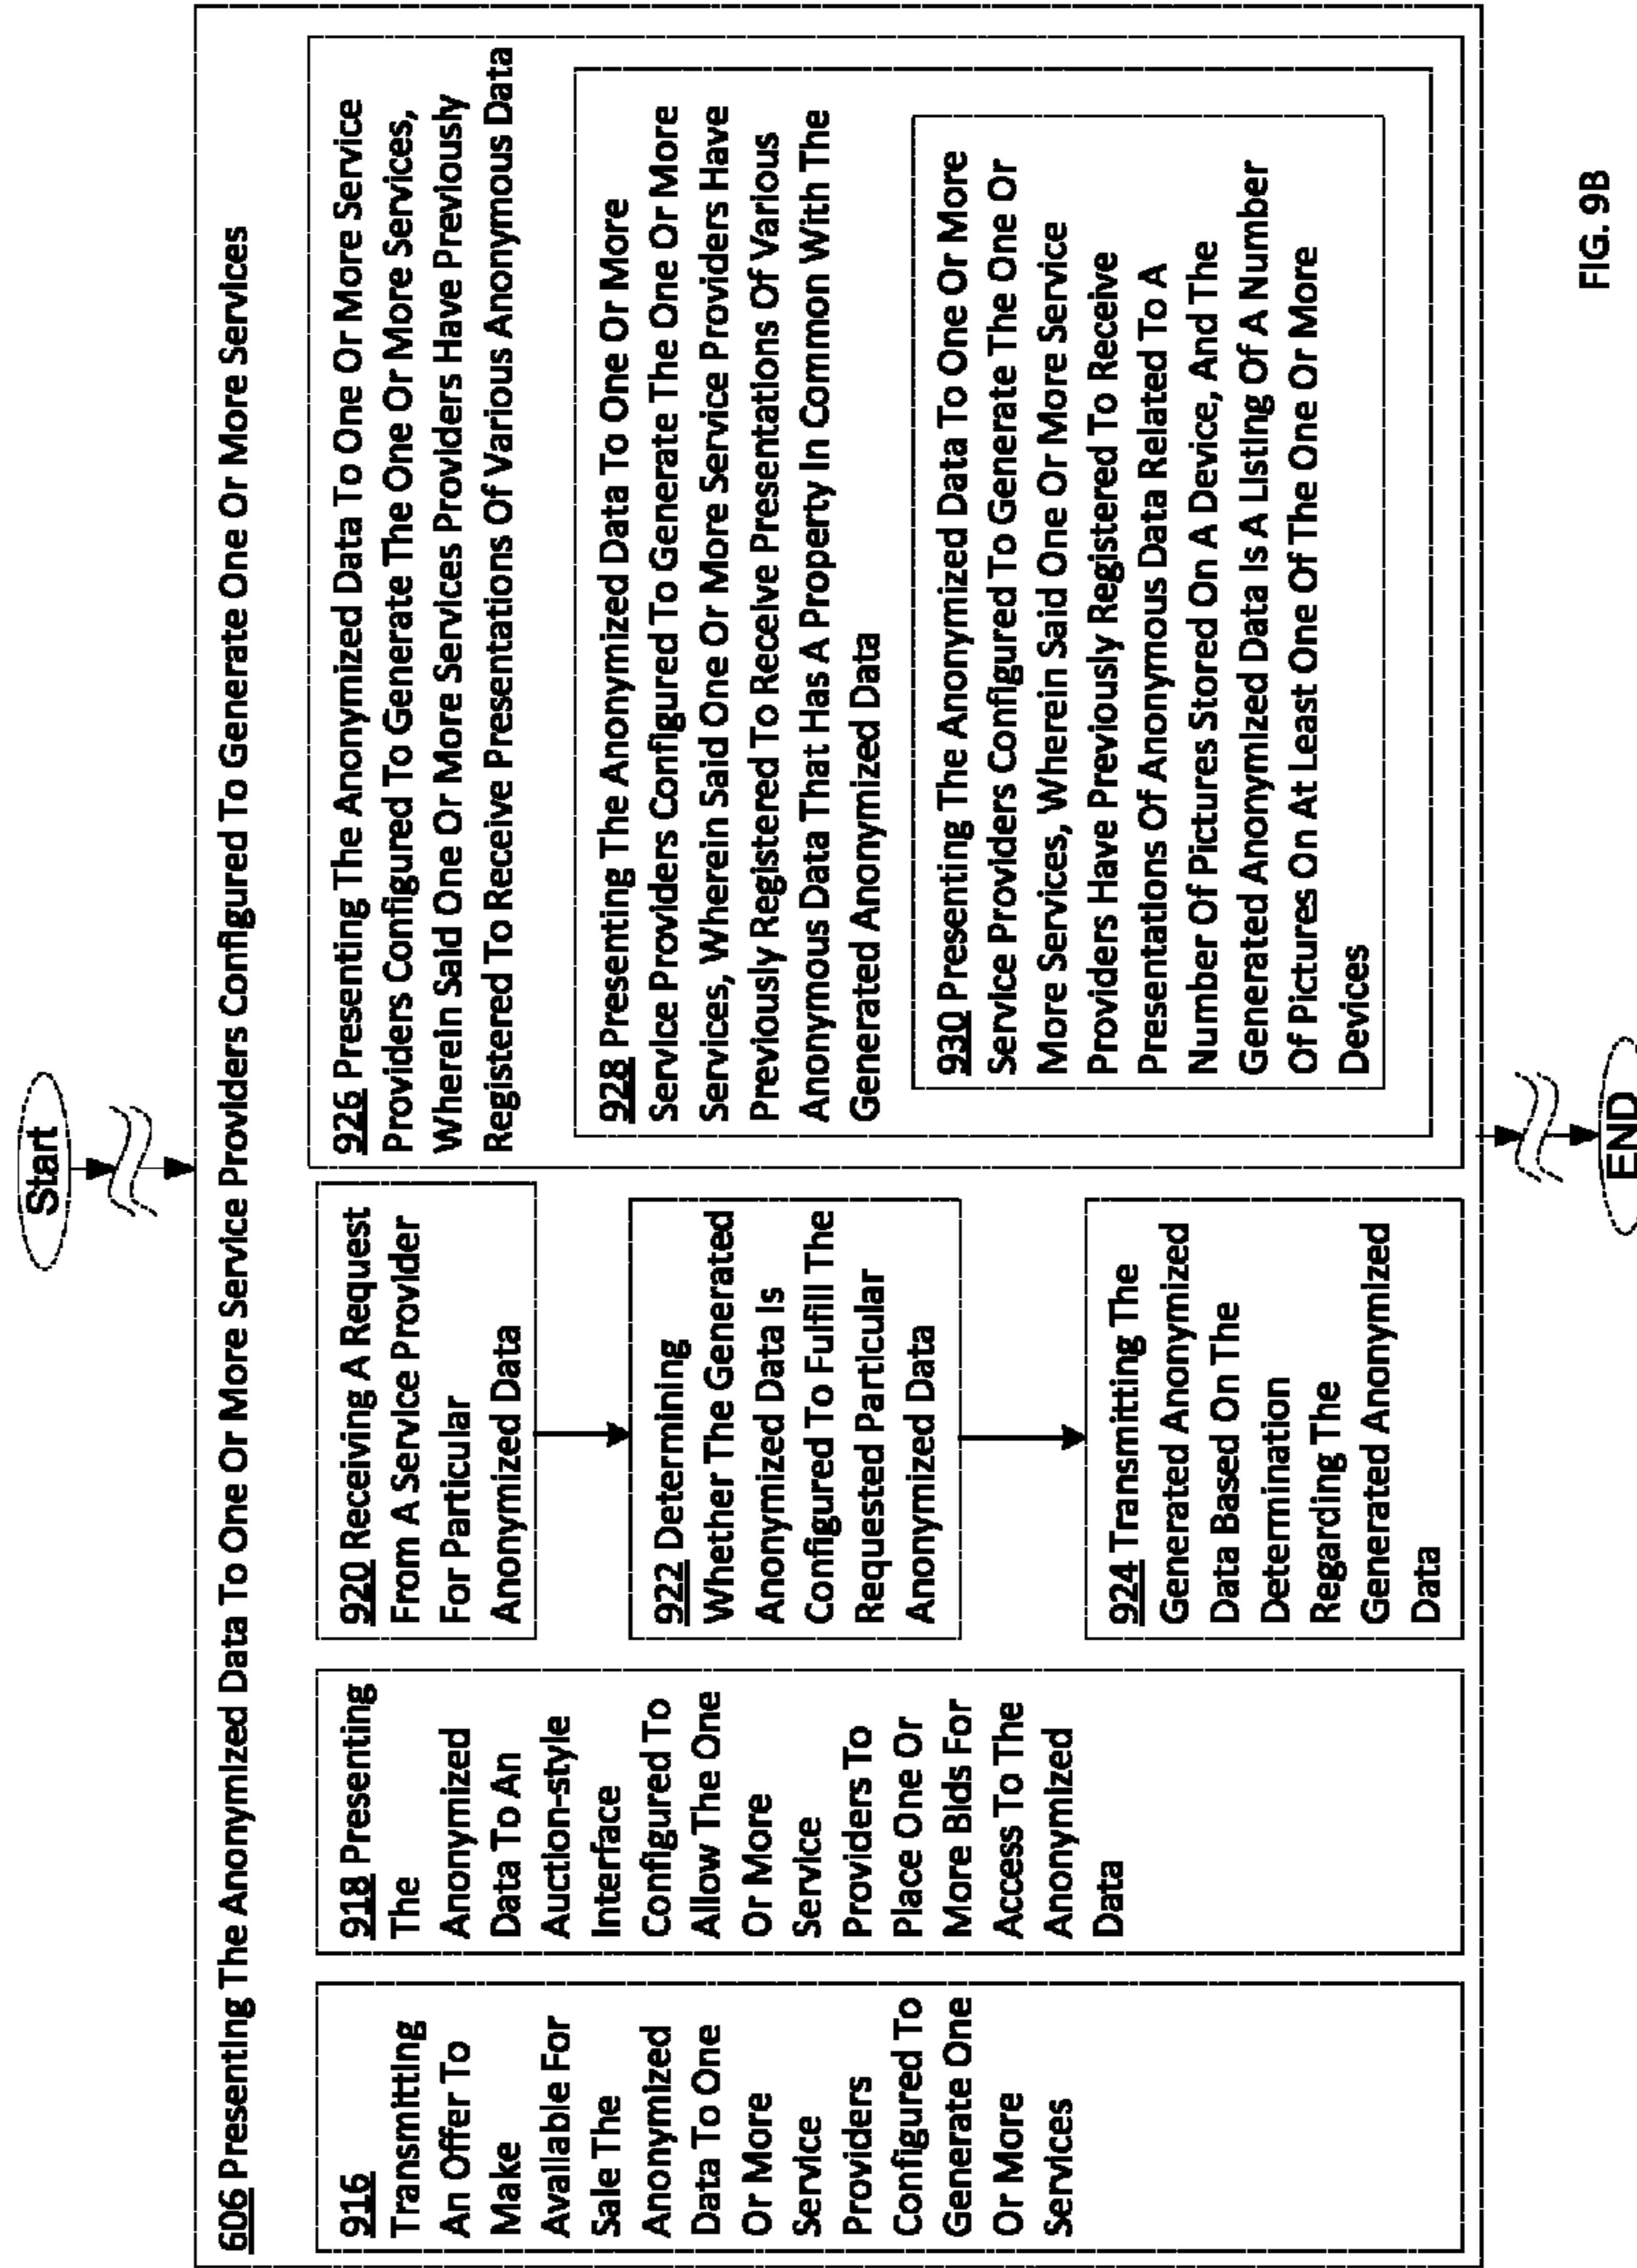 Start
606 Presenting The Anonymized Data To One Or More Service Providers Configured To Generate One Or More Services
916
Transmitting
An Offer To
Make
Available For
Sale The
Anonymized
Data To One
Or More
Service
Providers
Configured To
Generate One
Or More
Services
918 Presenting
The
Anonymized
Data To An
Auction-style
Interface
Configured To
Allow The One
Or More
Service
Providers To
Place One Or
More Bids For
Access To The
Anonymized
Data
920 Receiving A Request
From A Service Provider
For Particular
Anonymized Data
922 Determining
Whether The Generated
Anonymized Data Is
Configured To Fulfill The
Requested Particular
Anonymized Data
924 Transmitting The
Generated Anonymized
Data Based On The
Determination
Regarding The
Generated Anonymized
Data
926 Presenting The Anonymized Data To One Or More Service
Providers Configured To Generate The One Or More Services,
Wherein Said One Or More Services Providers Have Previously
Registered To Receive Presentations Of Various Anonymous Data
928 Presenting The Anonymized Data To One Or More
Service Providers Configured To Generate The One Or More
Services, Wherein Said One Or More Service Providers Have
Previously Registered To Receive Presentations Of Various
Anonymous Data That Has A Property In Common With The
Generated Anonymized Data
930 Presenting The Anonymized Data To One Or More
Service Providers Configured To Generate The One Or
More Services, Wherein Said One Or More Service
Providers Have Previously Registered To Receive
Presentations Of Anonymous Data Related To A
Number Of Pictures Stored On A Device, And The
Generated Anonymized Data Is A Listing Of A Number
Of Pictures On At Least One Of The One Or More
Devices
END
FIG. 9B